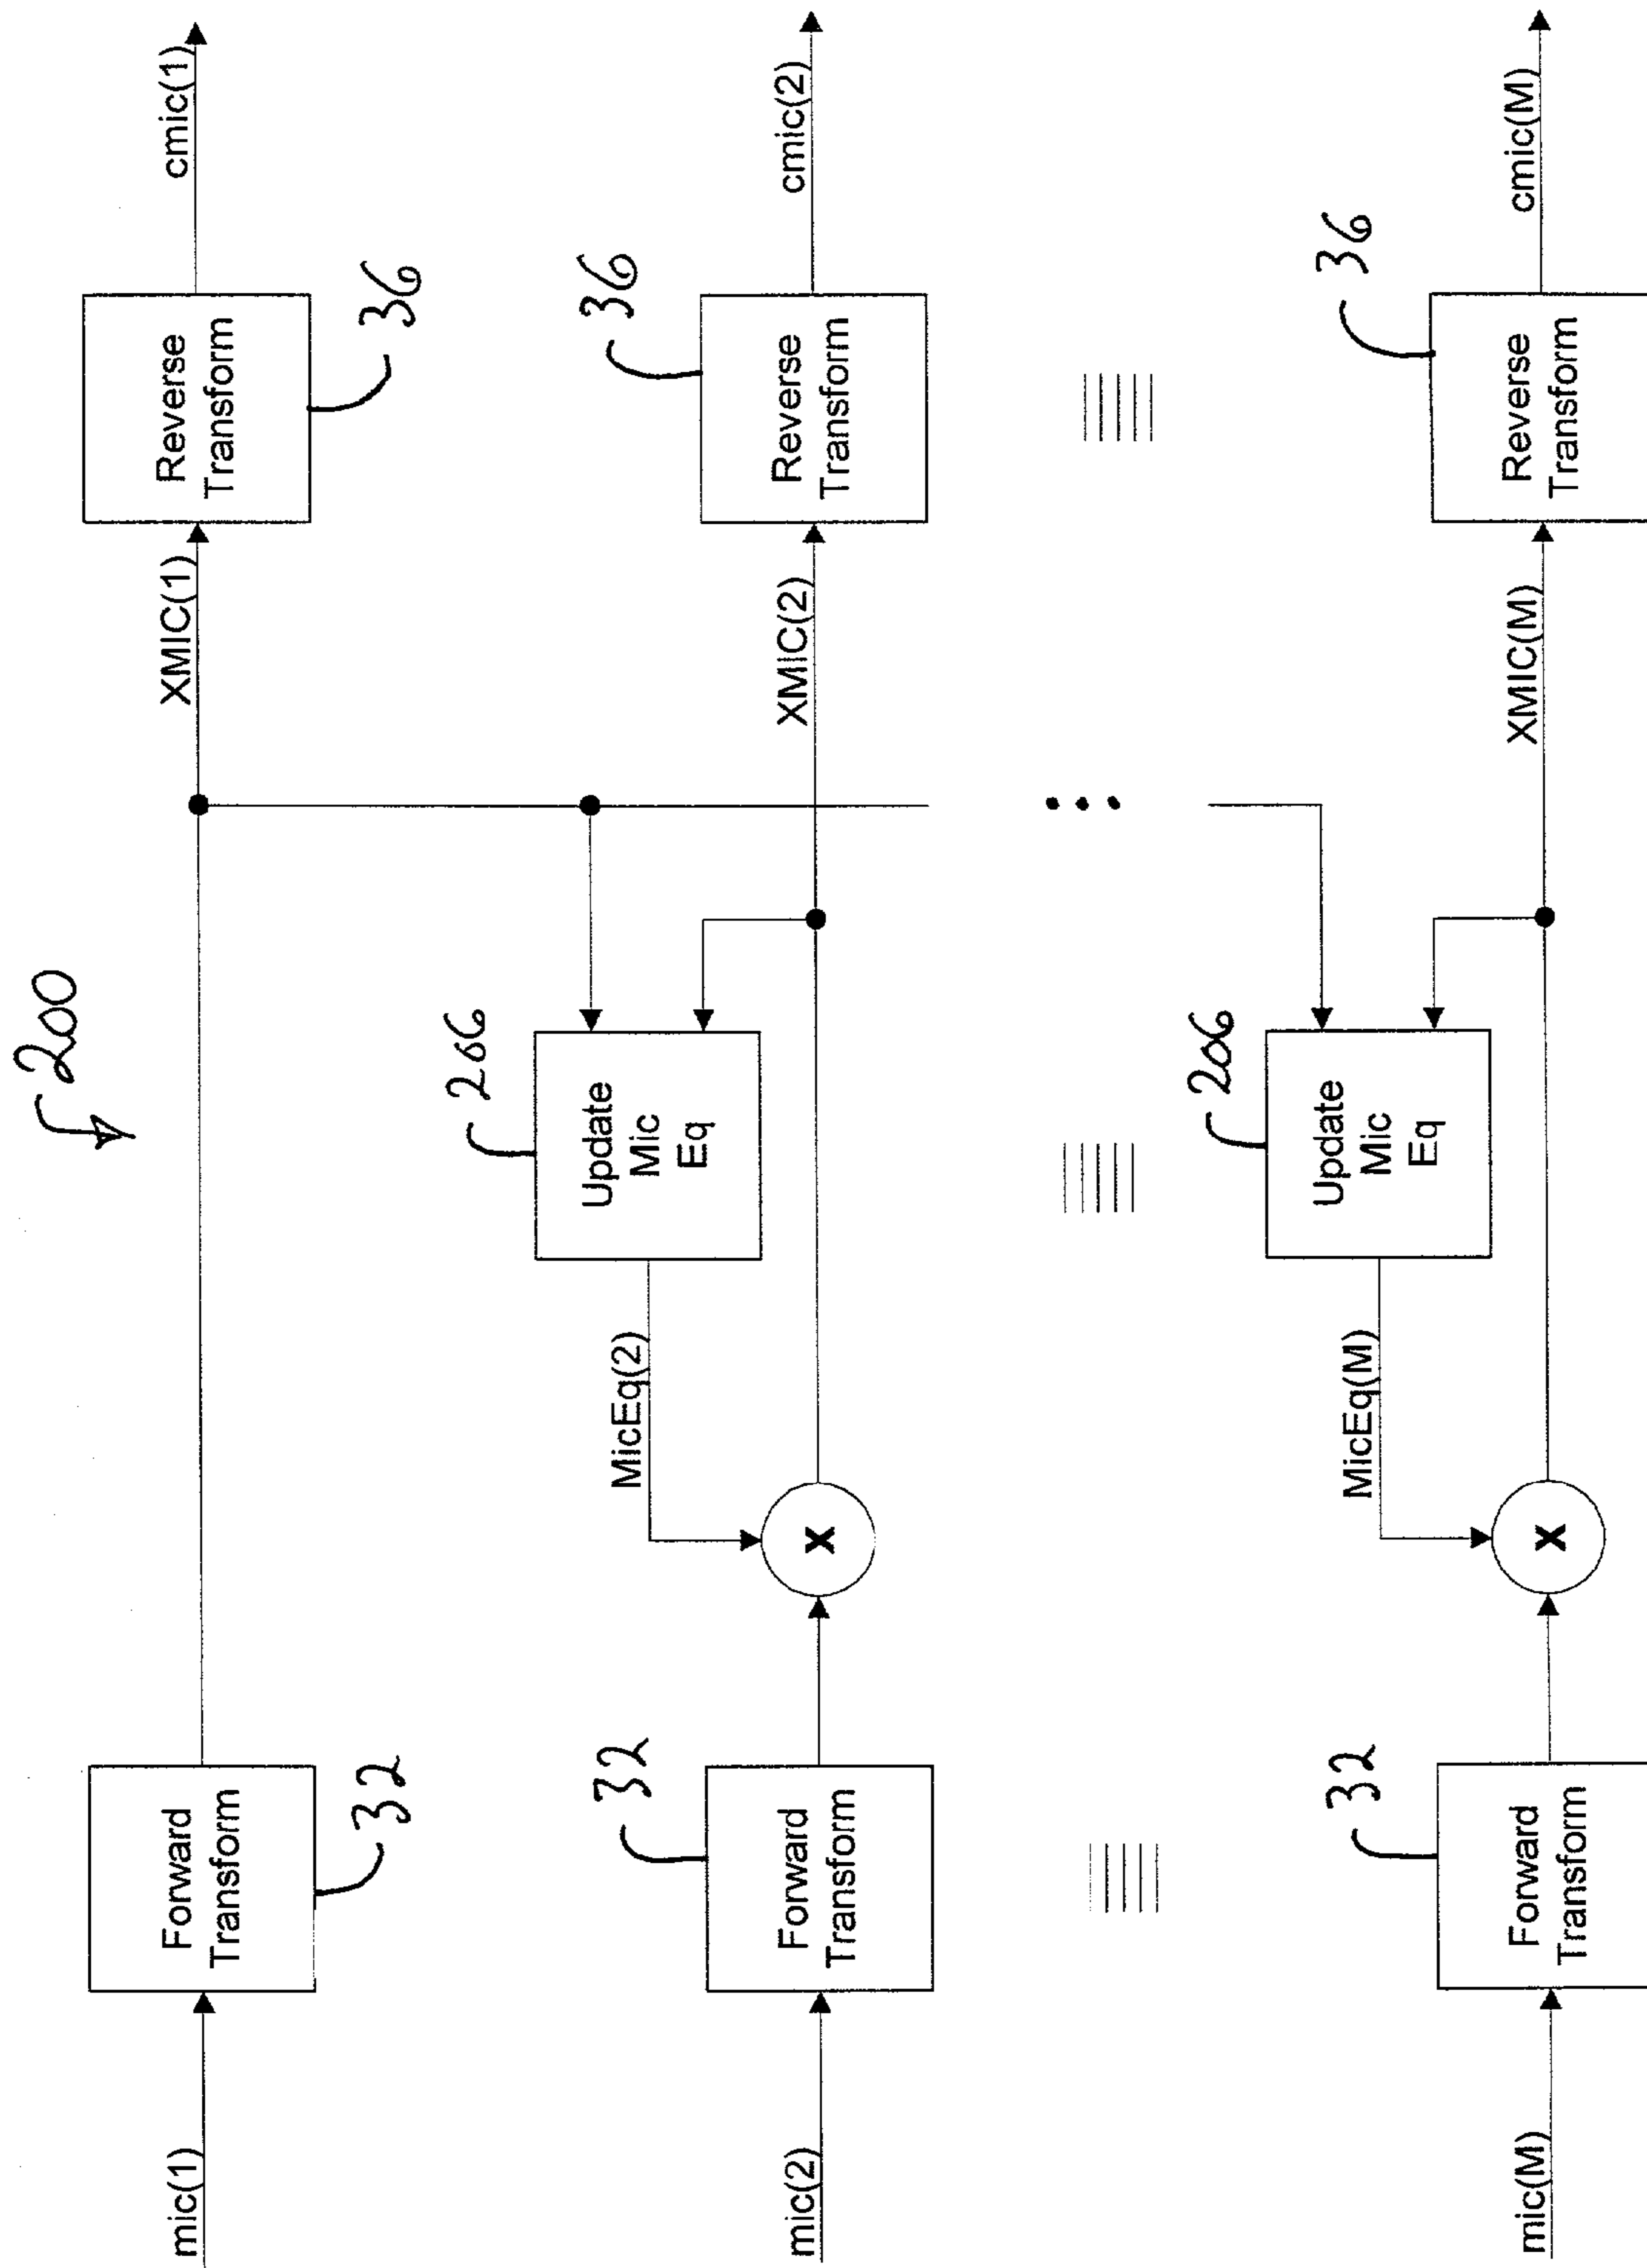 200
mic(1)
Forward
Transform
32
XMIC(1)
Reverse
Transform
36
cmic(1)
mic(2)
Forward
Transform
32
X
MicEq(2)
Update
Mic
Eq
206
XMIC(2)
Reverse
Transform
36
cmic(2)
mic(M)
Forward
Transform
32
X
MicEq(M)
Update
Mic
Eq
206
XMIC(M)
Reverse
Transform
36
cmic(M)